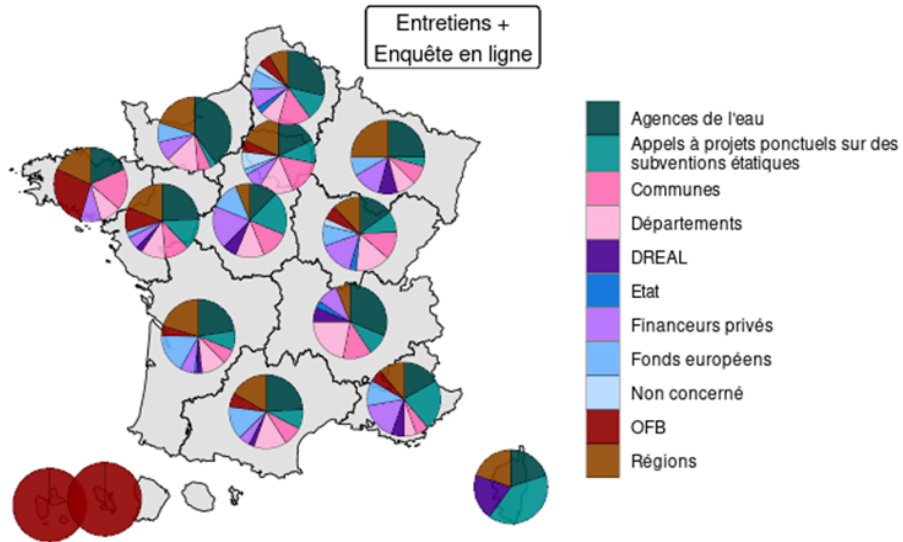 Entretiens +
Enquête en ligne
Agences de l'eau
Appels à projets ponctuels sur des
subventions étatiques
Communes
Départements
DREAL
Etat
Financeurs privés
Fonds européens
Non concerné
OFB
Régions